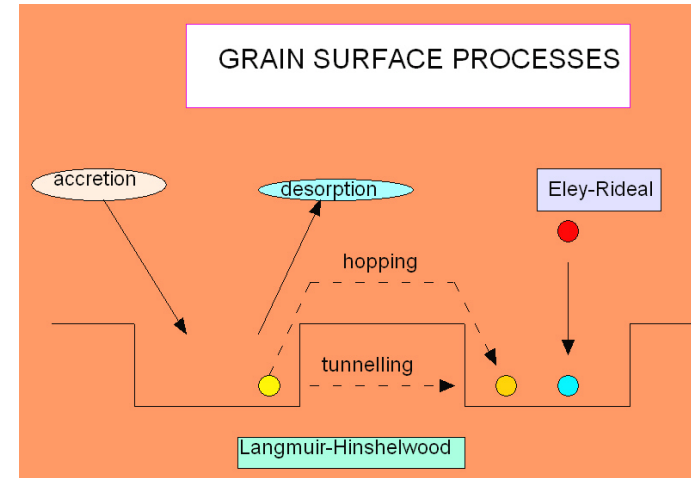 GRAIN SURFACE PROCESSES
accretion
desorption
Eley-Rideal
hopping
tunnelling
Langmuir-Hinshelwood